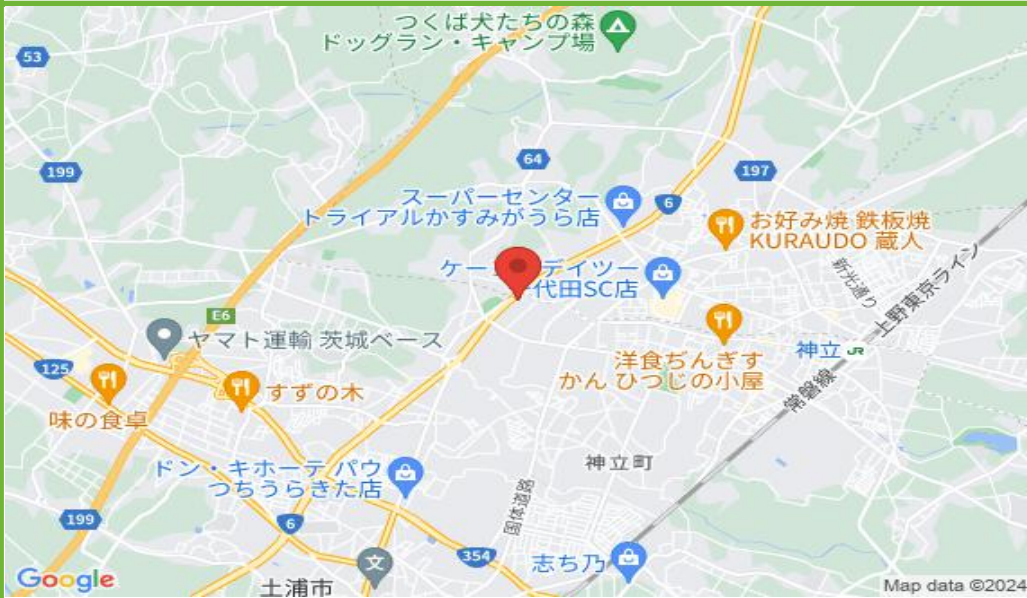 つくば犬たちの森
ドッグラン・キャンプ場
53
199
64
197
スーパーセンター
トライアルかすみがうら店
6
お好み焼 鉄板焼
KURAUDO 蔵人
新光通り
上野東京ライン
ケー
デイツー
代田SC店
E6
ヤマト運輸 茨城ベース
洋食ぢんぎす
かん ひつじの小屋
神立 JR
常磐線
125
味の食卓
すずの木
ドン・キホーテ パウ
つちうらきた店
神立町
国体道路
199
6
354
志ち乃
文
土浦市
Google
Map data ©2024